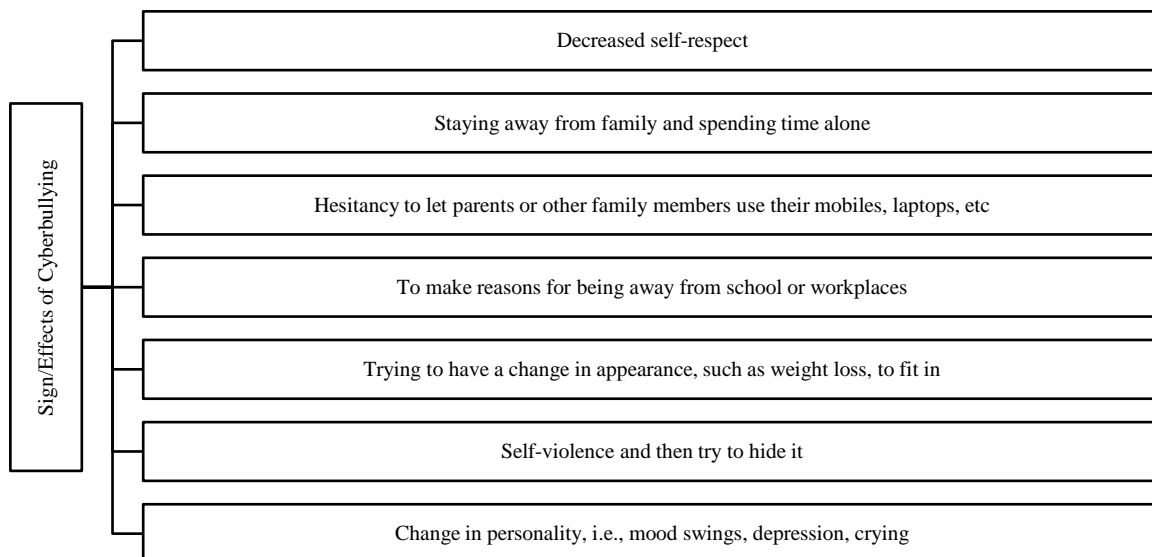 Sign/Effects of Cyberbullying
Decreased self-respect
Staying away from family and spending time alone
Hesitancy to let parents or other family members use their mobiles, laptops, etc
To make reasons for being away from school or workplaces
Trying to have a change in appearance, such as weight loss, to fit in
Self-violence and then try to hide it
Change in personality, i.e., mood swings, depression, crying